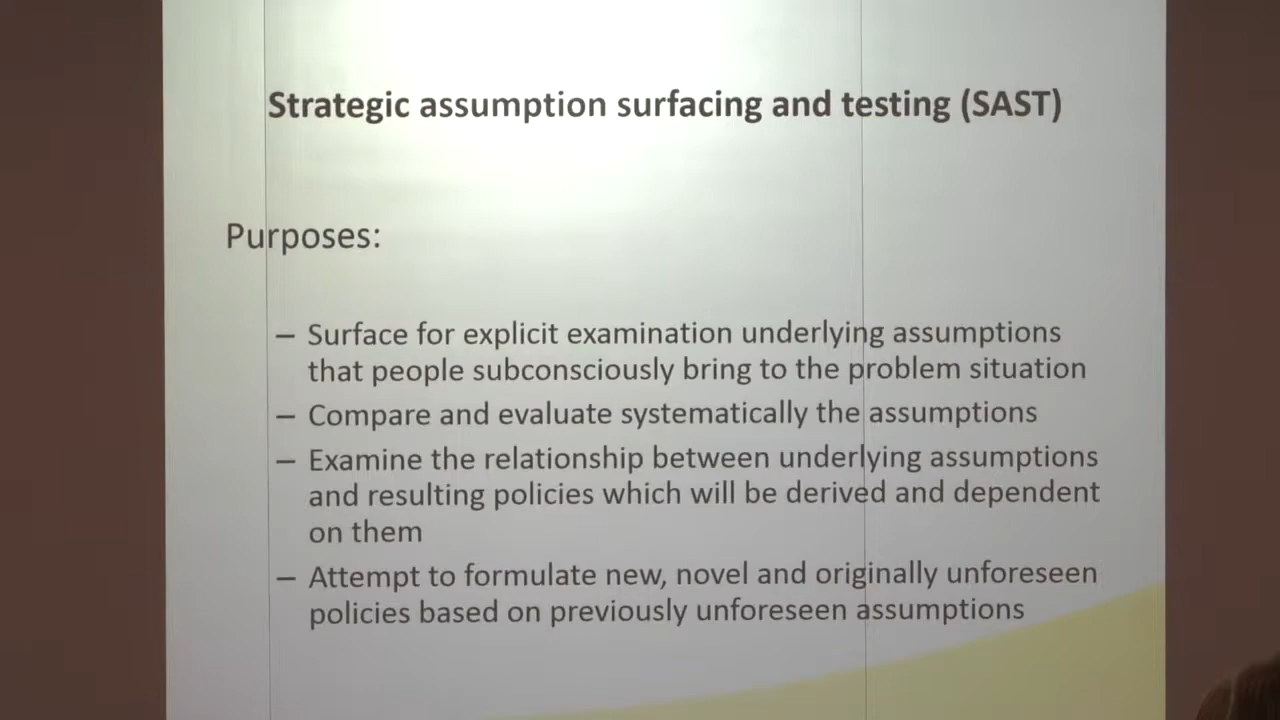 Strategic assumption surfacing and testing (SAST)
Purposes:
– Surface for explicit examination underlying assumptions
that people subconsciously bring to the problem situation
– Compare and evaluate systematically the assumptions
– Examine the relationship between underlying assumptions
and resulting policies which will be derived and dependent
on them
– Attempt to formulate new, novel and originally unforeseen
policies based on previously unforeseen assumptions